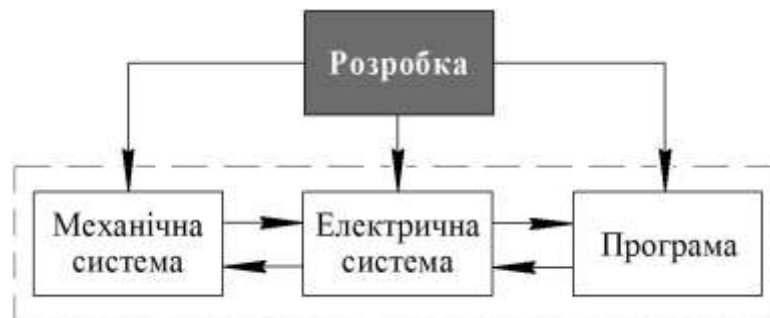 Розробка
Механічна
система
Електрична
система
Програма